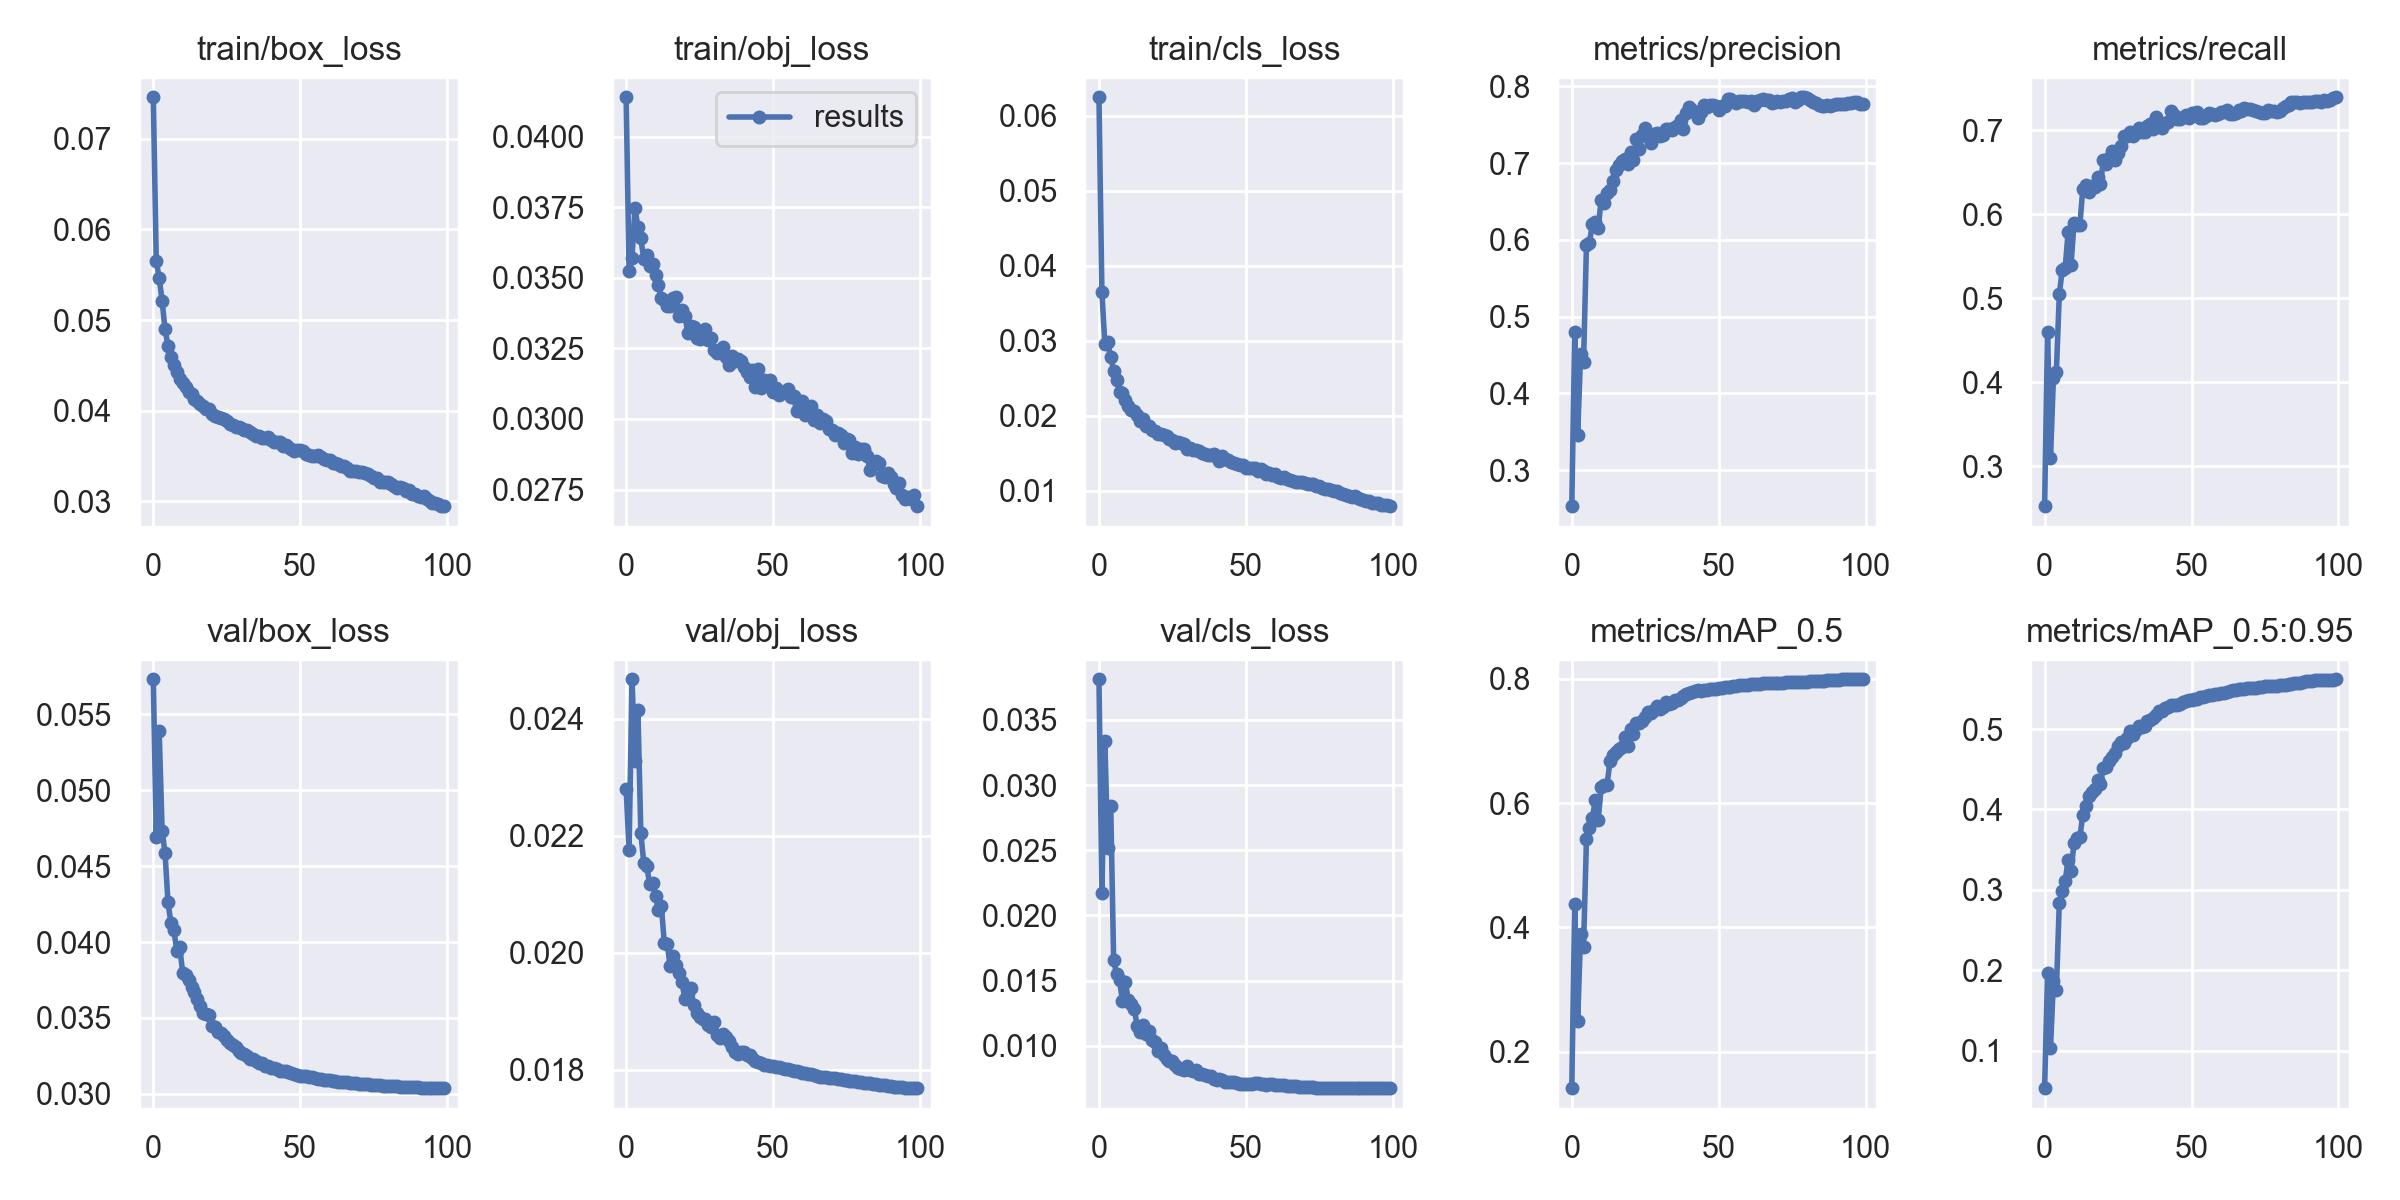 train/box_loss
0.07
0.06
0.05
0.04
0.03
0 50 100
train/obj_loss
results
0.0400
0.0375
0.0350
0.0325
0.0300
0.0275
0 50 100
train/cls_loss
0.06
0.05
0.04
0.03
0.02
0.01
0 50 100
metrics/precision
0.8
0.7
0.6
0.5
0.4
0.3
0 50 100
metrics/recall
0.7
0.6
0.5
0.4
0.3
0 50 100
val/box_loss
0.055
0.050
0.045
0.040
0.035
0.030
0 50 100
val/obj_loss
0.024
0.022
0.020
0.018
0 50 100
val/cls_loss
0.035
0.030
0.025
0.020
0.015
0.010
0 50 100
metrics/mAP_0.5
0.8
0.6
0.4
0.2
0 50 100
metrics/mAP_0.5:0.95
0.5
0.4
0.3
0.2
0.1
0 50 100